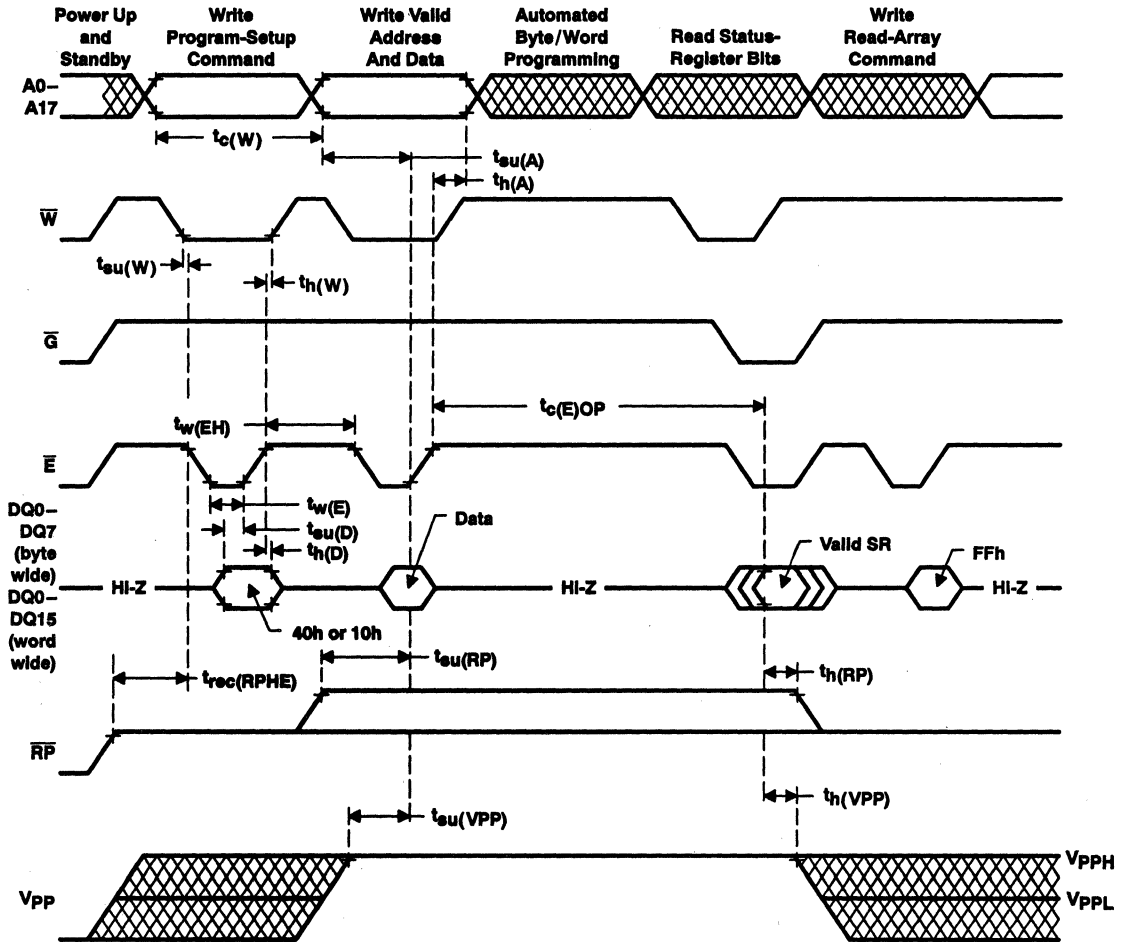 Power Up
and
Standby
Write
Program-Setup
Command
Write Valid
Address
And Data
Automated
Byte/Word
Programming
Read Status-
Register Bits
Write
Read-Array
Command
A0–
A17
tc(W)
tsu(A)
th(A)
W
tsu(W)
th(W)
G
tc(E)OP
tw(EH)
E
tw(E)
tsu(D)
th(D)
DQ0–
DQ7
(byte
wide)
DQ0–
DQ15
(word
wide)
Hi-Z
40h or 10h
Data
Hi-Z
Valid SR
FFh
Hi-Z
tsu(RP)
th(RP)
trec(RPHE)
RP
th(VPP)
tsu(VPP)
VPP
VPPH
VPPL